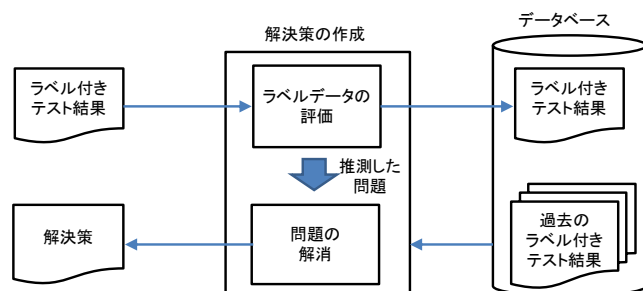 データベース
解決策の作成
ラベル付き
テスト結果
ラベルデータの
評価
ラベル付き
テスト結果
推測した
問題
解決策
問題の
解消
過去の
ラベル付き
テスト結果